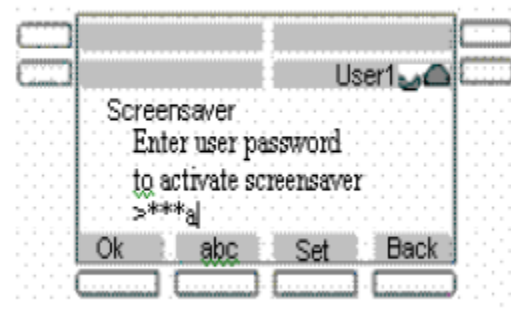 User1
Screensaver
Enter user password
to activate screensaver
>***a
Ok abc Set Back